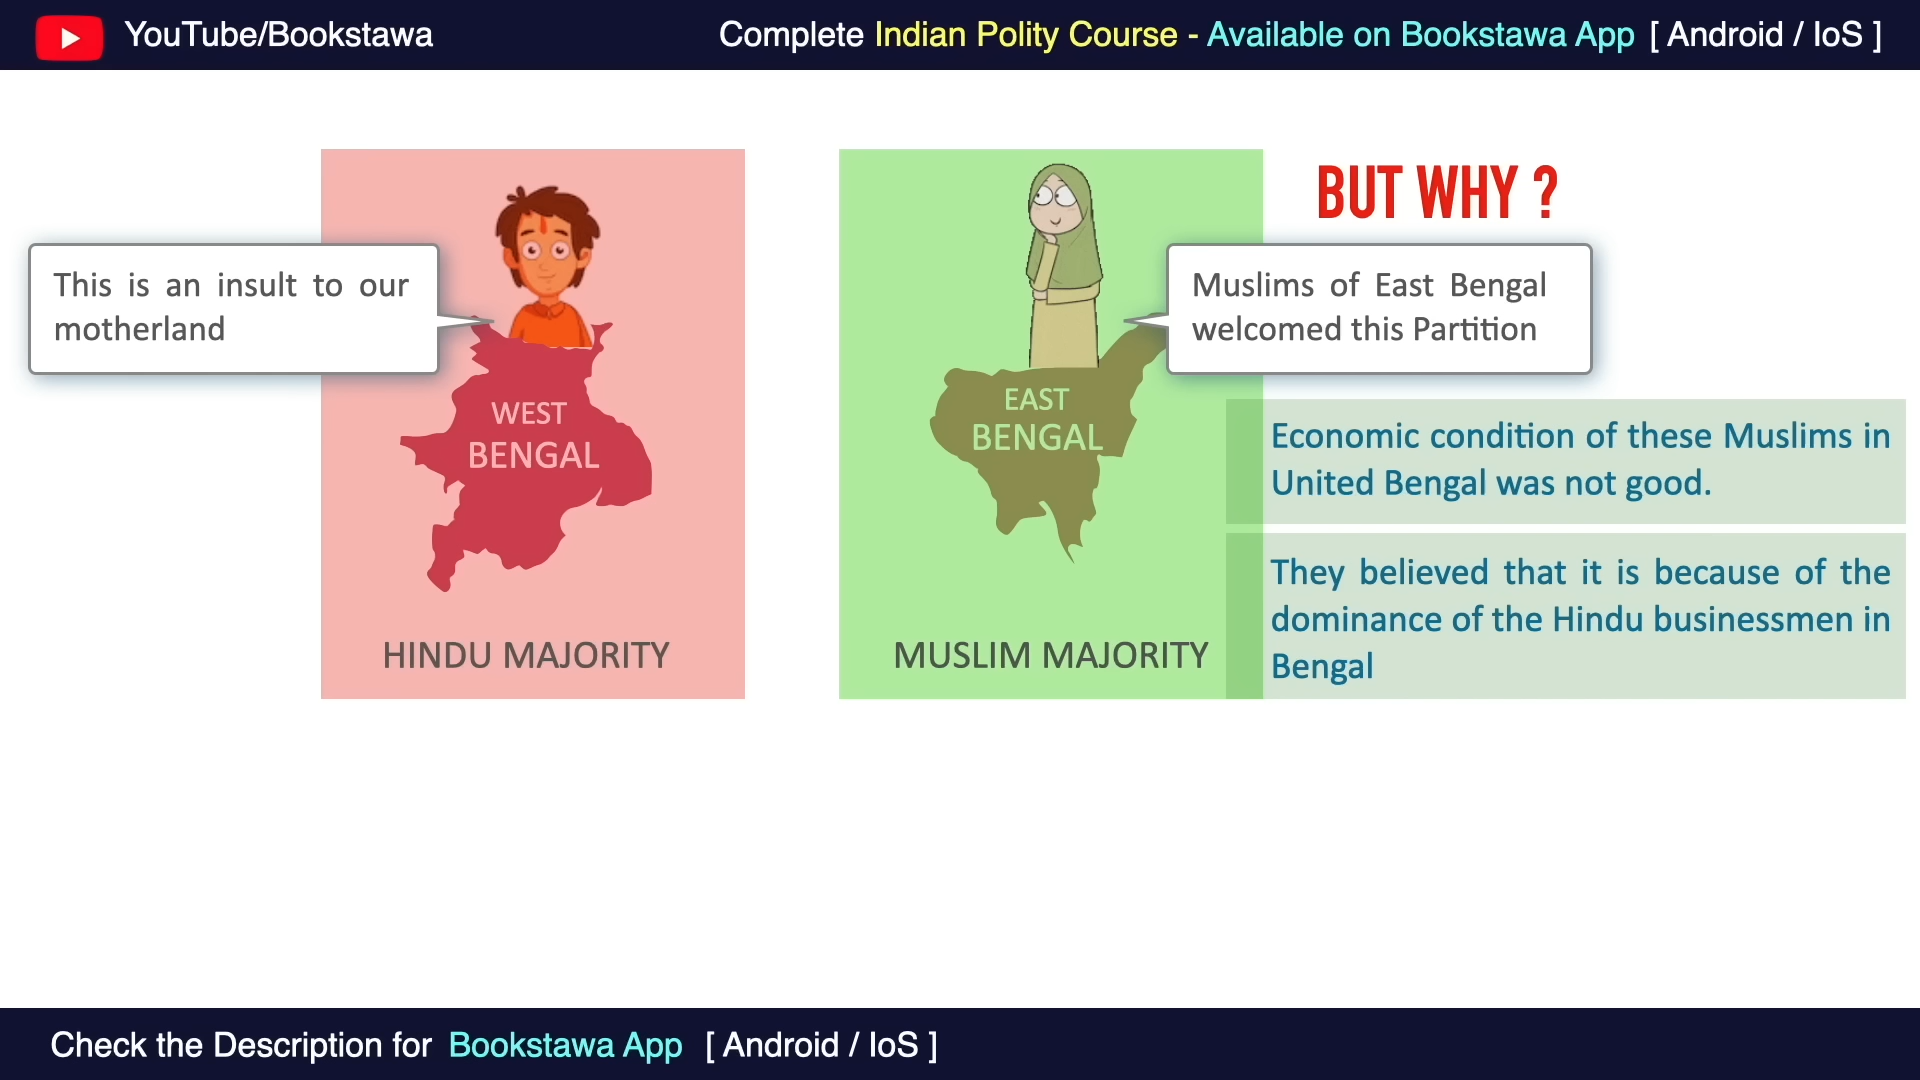 YouTube/Bookstawa
Complete Indian Polity Course - Available on Bookstawa App [ Android / IoS ]
BUT WHY ?
This is an insult to our
motherland
Muslims of East Bengal
welcomed this Partition
WEST
BENGAL
EAST
BENGAL
Economic condition of these Muslims in
United Bengal was not good.
They believed that it is because of the
dominance of the Hindu businessmen in
Bengal
HINDU MAJORITY
MUSLIM MAJORITY
Check the Description for Bookstawa App [ Android / IoS ]